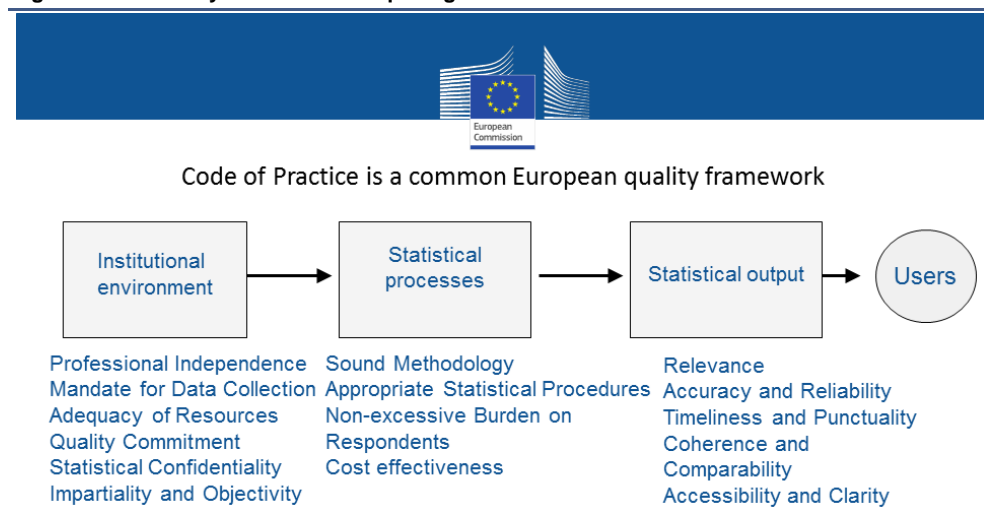 European
Commission
Code of Practice is a common European quality framework
Institutional
environment
Statistical
processes
Statistical output
Users
Professional Independence
Mandate for Data Collection
Adequacy of Resources
Quality Commitment
Statistical Confidentiality
Impartiality and Objectivity
Sound Methodology
Appropriate Statistical Procedures
Non-excessive Burden on
Respondents
Cost effectiveness
Relevance
Accuracy and Reliability
Timeliness and Punctuality
Coherence and
Comparability
Accessibility and Clarity